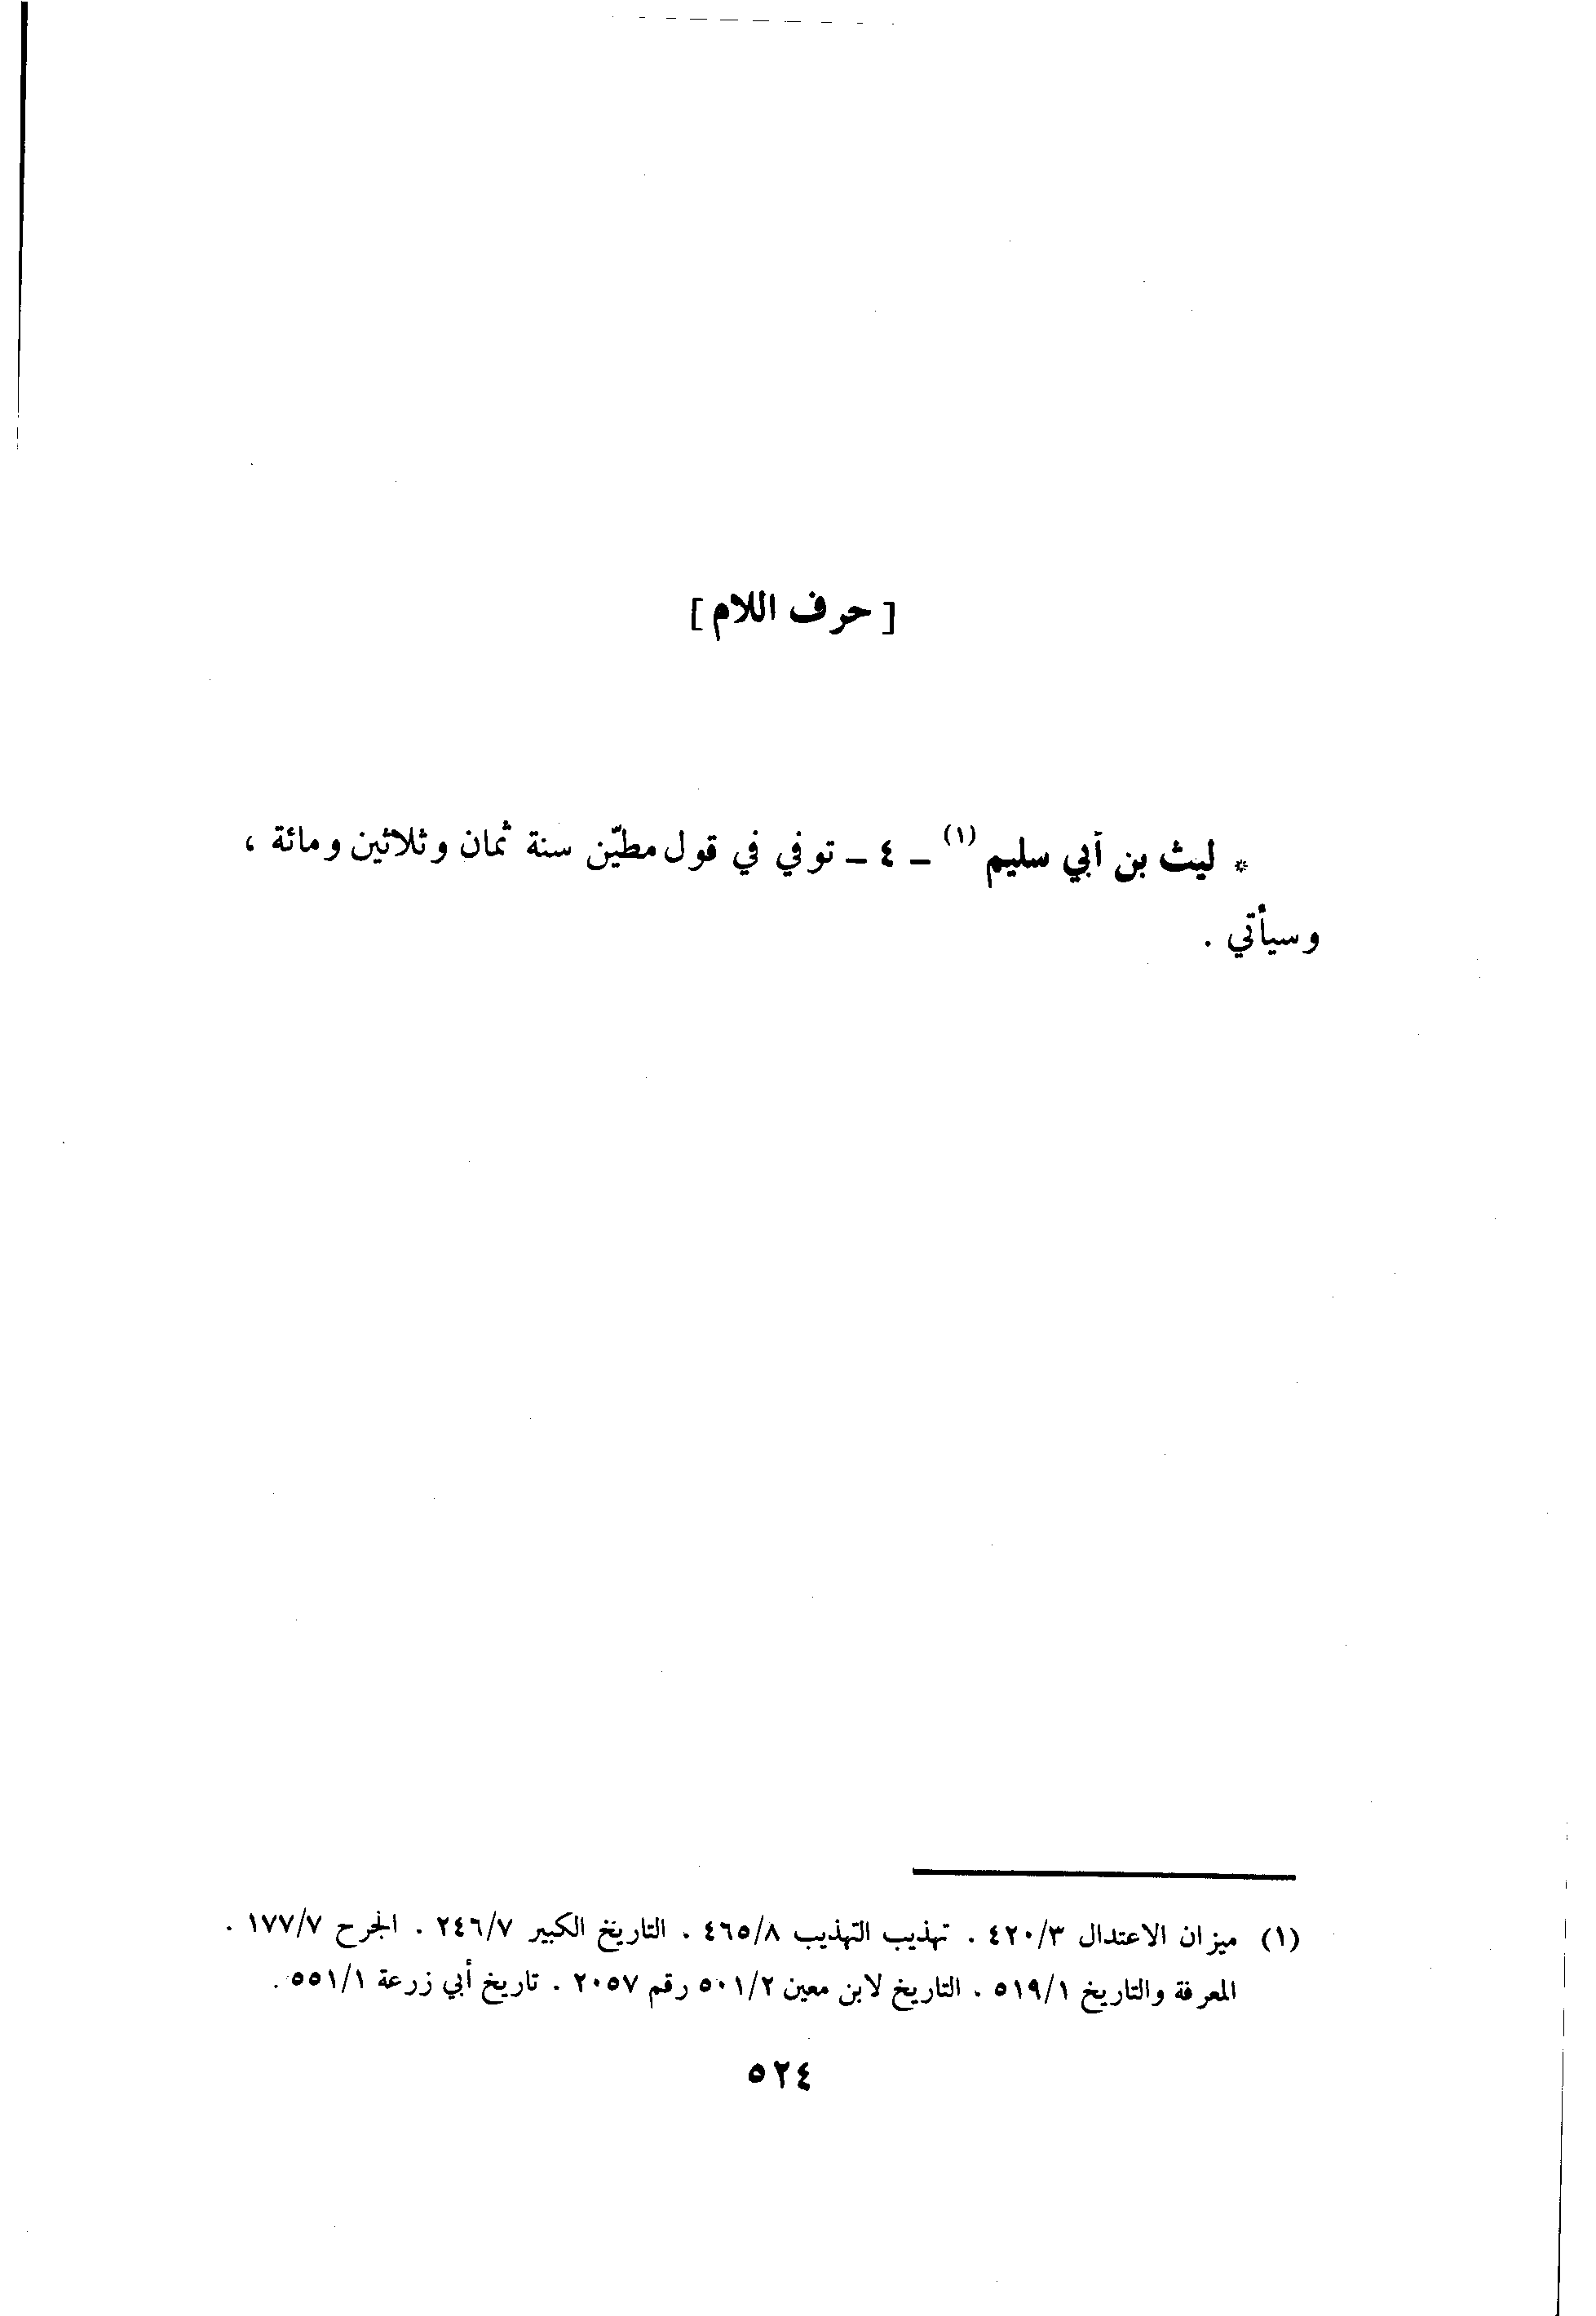 [ حرف اللام ]
* ليث بن أبي سليم (١) ـ ٤ ـ توفي في قول مطيّن سنة ثمان وثلاثين ومائة ،
وسيأتي .
(١) ميزان الاعتدال ٤٢٠/٣ . تهذيب التهذيب ٤٦٥/٨ . التاريخ الكبير ٢٤٦/٧ . الجرح ١٧٧/٧ .
المعرفة والتاريخ ٥١٩/١ . التاريخ لابن معين ٥٠١/٢ رقم ٢٠٥٧ . تاريخ أبي زرعة ٥٥١/١ .
٥٢٤